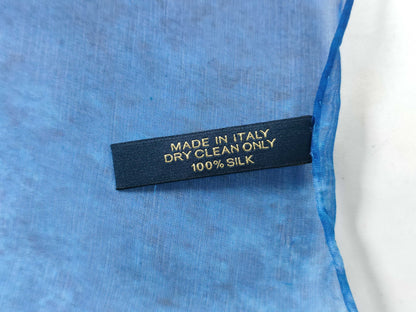 MADE IN ITALY
DRY CLEAN ONLY
100% SILK